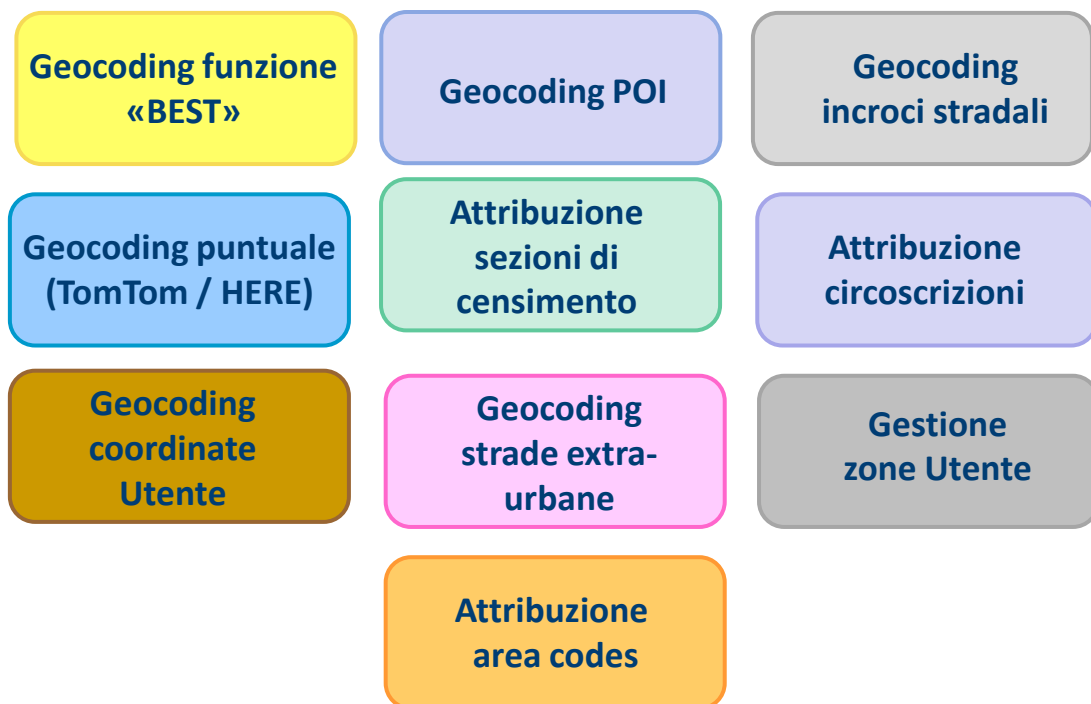 Geocoding funzione
«BEST»
Geocoding POI
Geocoding
incroci stradali
Geocoding puntuale
(TomTom / HERE)
Attribuzione
sezioni di
censimento
Attribuzione
circoscrizioni
Geocoding
coordinate
Utente
Geocoding
strade extra-
urbane
Gestione
zone Utente
Attribuzione
area codes